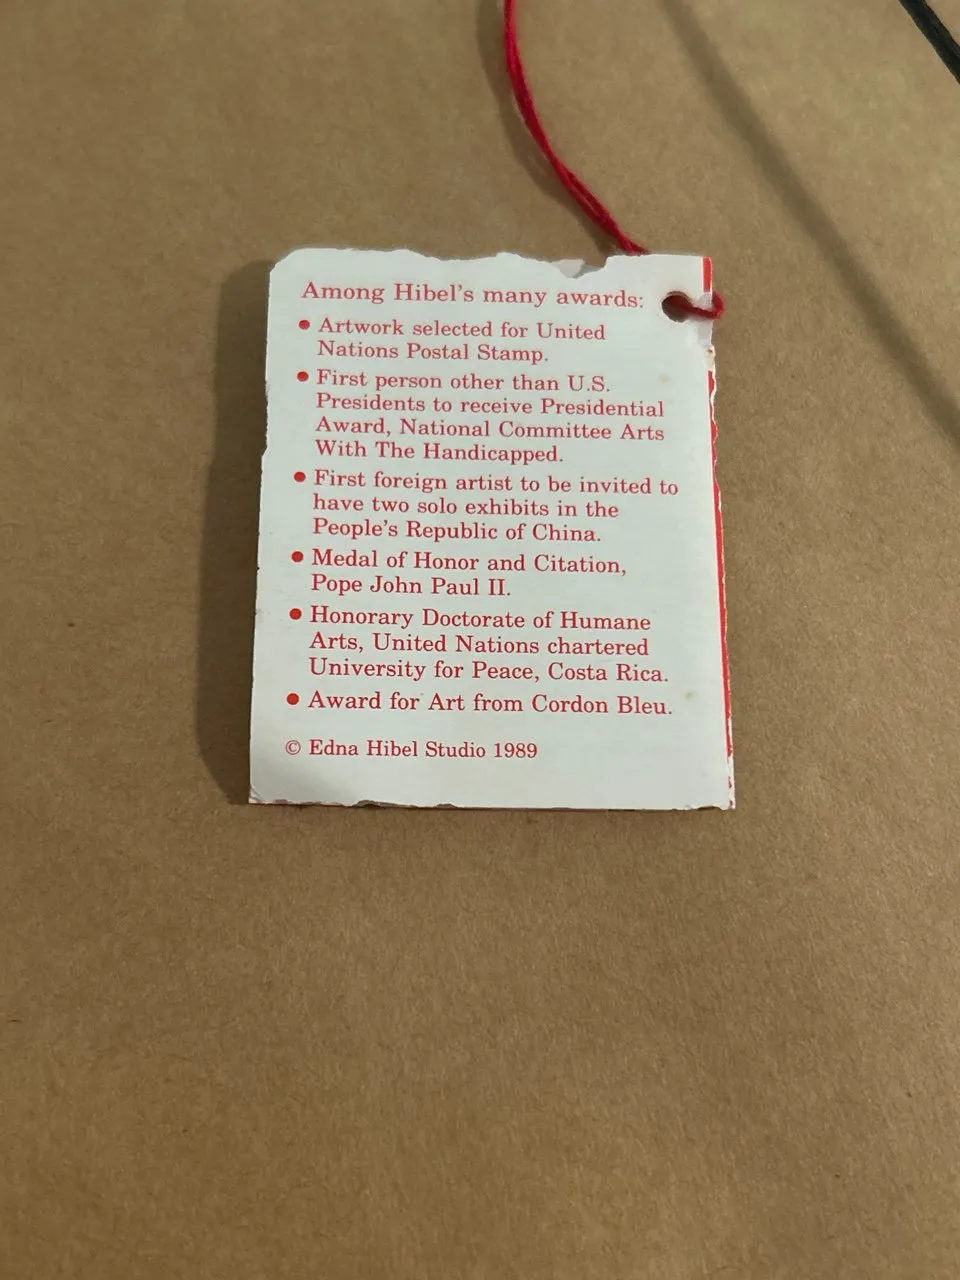 Among Hibel's many awards:
• Artwork selected for United
Nations Postal Stamp.
• First person other than U.S.
Presidents to receive Presidential
Award, National Committee Arts
With The Handicapped.
• First foreign artist to be invited to
have two solo exhibits in the
People's Republic of China.
• Medal of Honor and Citation,
Pope John Paul II.
• Honorary Doctorate of Humane
Arts, United Nations chartered
University for Peace, Costa Rica.
• Award for Art from Cordon Bleu.
© Edna Hibel Studio 1989